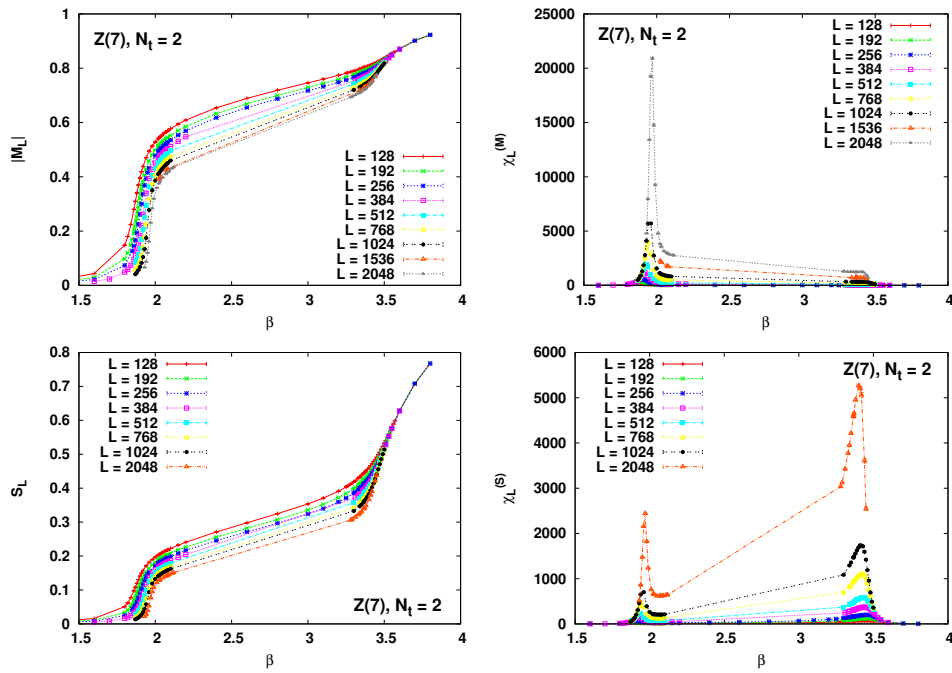 Z(7), N_t = 2
|M_L|
1
0.8
0.6
0.4
0.2
0
1.5 2 2.5 3 3.5 4
β
L = 128
L = 192
L = 256
L = 384
L = 512
L = 768
L = 1024
L = 1536
L = 2048
Z(7), N_t = 2
χ_L^(M)
25000
20000
15000
10000
5000
0
1.5 2 2.5 3 3.5 4
β
L = 128
L = 192
L = 256
L = 384
L = 512
L = 768
L = 1024
L = 1536
L = 2048
Z(7), N_t = 2
S_L
0.8
0.7
0.6
0.5
0.4
0.3
0.2
0.1
0
1.5 2 2.5 3 3.5 4
β
L = 128
L = 192
L = 256
L = 384
L = 512
L = 768
L = 1024
L = 2048
Z(7), N_t = 2
χ_L^(S)
6000
5000
4000
3000
2000
1000
0
1.5 2 2.5 3 3.5 4
β
L = 128
L = 192
L = 256
L = 384
L = 512
L = 768
L = 1024
L = 2048